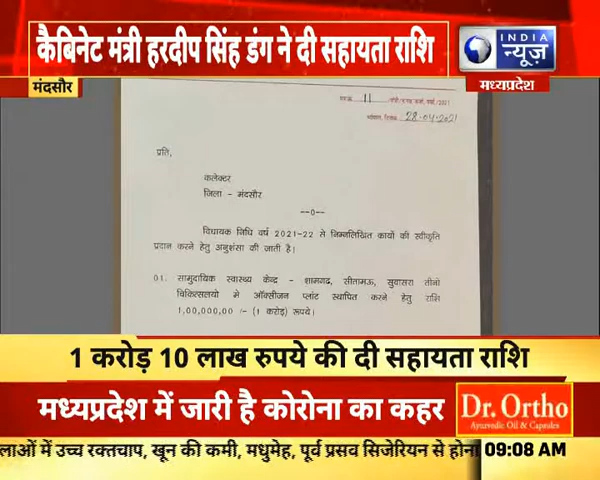 कैबिनेट मंत्री हरदीप सिंह डंग ने दी सहायता राशि
INDIA
न्यूज़
मंदसौर
मध्यप्रदेश
11
2021
28-04-2021
प्रति,
कलेक्टर
जिला - मंदसौर
--0--
विधायक निधि वर्ष 2021-22 से निम्नलिखित कार्यो की स्वीकृति
प्रदान करने हेतु अनुशंसा की जाती है।
01. सामुदायिक स्वास्थ्य केन्द्र - शामगढ़, सीतामऊ, सुवासरा तीनो
चिकित्सलयो मे ऑक्सीजन प्लांट स्थापित करने हेतु राशि
1,00,000,00 /- (1 करोड़) रूपये।
1 करोड़ 10 लाख रुपये की दी सहायता राशि
मध्यप्रदेश में जारी है कोरोना का कहर
Dr. Ortho
Ayurvedic Oil & Capsules
लाओं में उच्च रक्तचाप, खून की कमी, मधुमेह, पूर्व प्रसव सिजेरियन से होना
09:08 AM